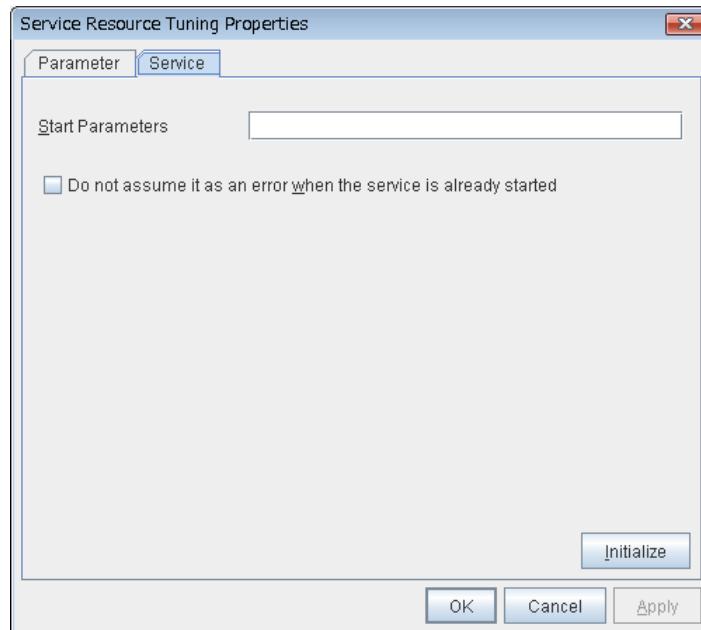 Service Resource Tuning Properties
Parameter Service
Start Parameters
Do not assume it as an error when the service is already started
Initialize
OK Cancel Apply